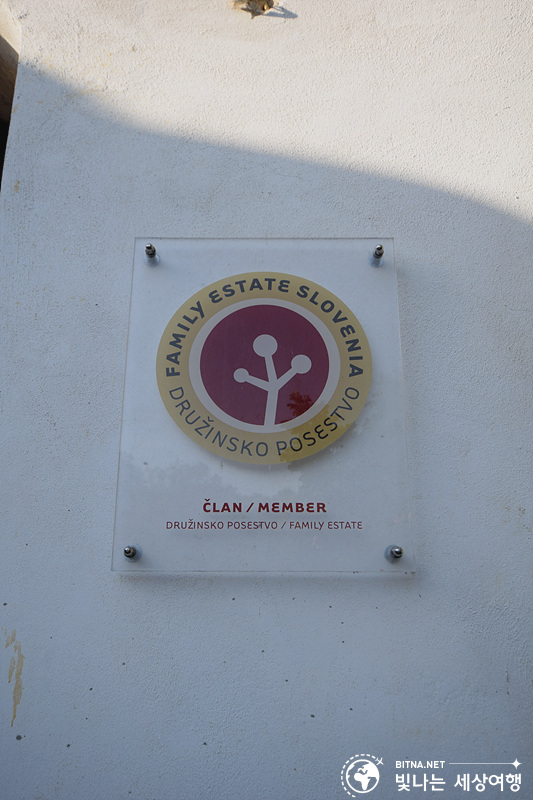 FAMILY ESTATE SLOVENIA
DRUŽINSKO POSESTVO
ČLAN / MEMBER
DRUŽINSKO POSESTVO / FAMILY ESTATE
BITNA.NET
빛나는 세상여행